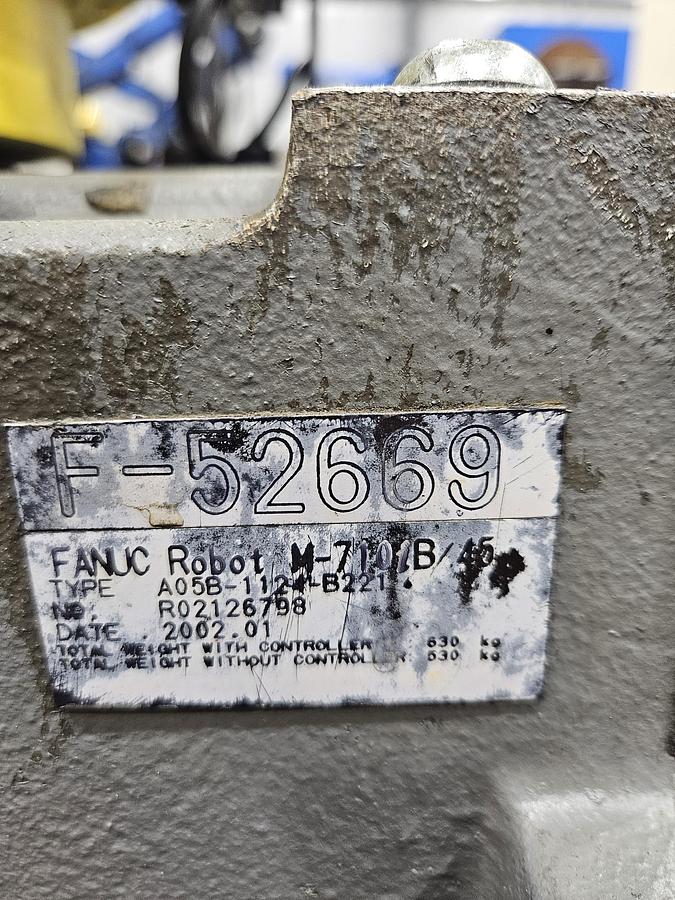 F-52669
FANUC Robot M-710iB/45
TYPE A05B-1124-B221
NO. R02126798
DATE. 2002.01
TOTAL WEIGHT WITH CONTROLLER 630 kg
TOTAL WEIGHT WITHOUT CONTROLLER 530 kg